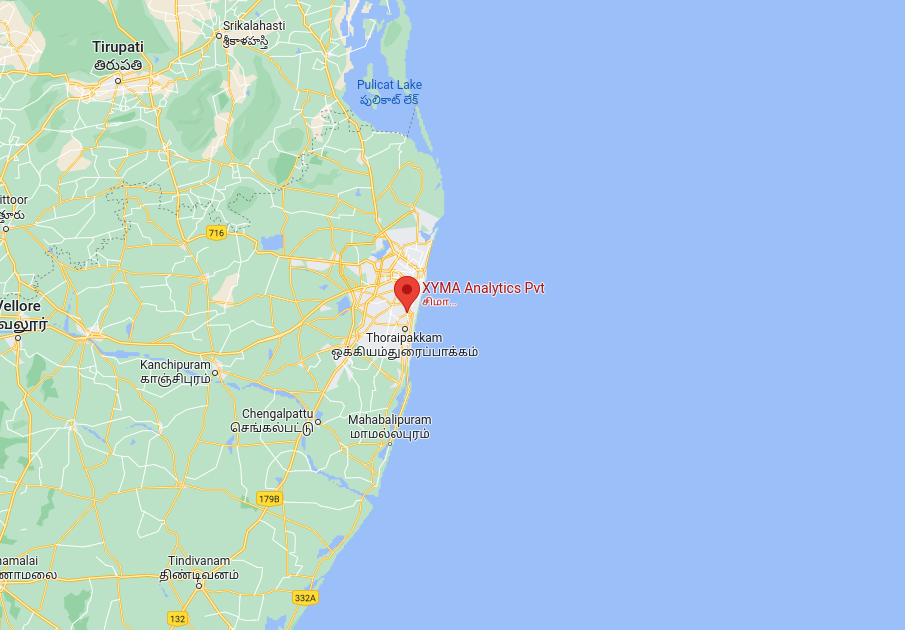 Srikalahasti
శ్రీకాళహస్తి
Tirupati
తిరుపతి
Pulicat Lake
పులికాట్ లేక్
ittoor
త్తూరు
716
XYMA Analytics Pvt
சிமா...
Vellore
வேலூர்
Thoraipakkam
ஒக்கியம்துரைப்பாக்கம்
Kanchipuram
காஞ்சிபுரம்
Chengalpattu
செங்கல்பட்டு
Mahabalipuram
மாமல்லபுரம்
179B
namalai
ணாமலை
Tindivanam
திண்டிவனம்
332A
132